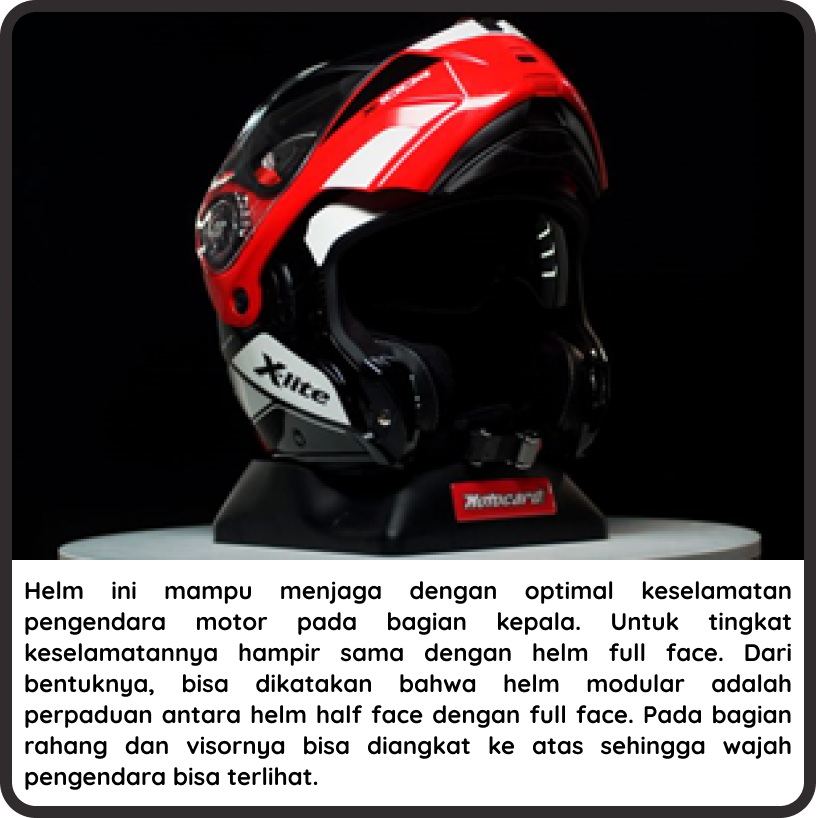 X-lite
Motocard
Helm ini mampu menjaga dengan optimal keselamatan
pengendara motor pada bagian kepala. Untuk tingkat
keselamatannya hampir sama dengan helm full face. Dari
bentuknya, bisa dikatakan bahwa helm modular adalah
perpaduan antara helm half face dengan full face. Pada bagian
rahang dan visornya bisa diangkat ke atas sehingga wajah
pengendara bisa terlihat.